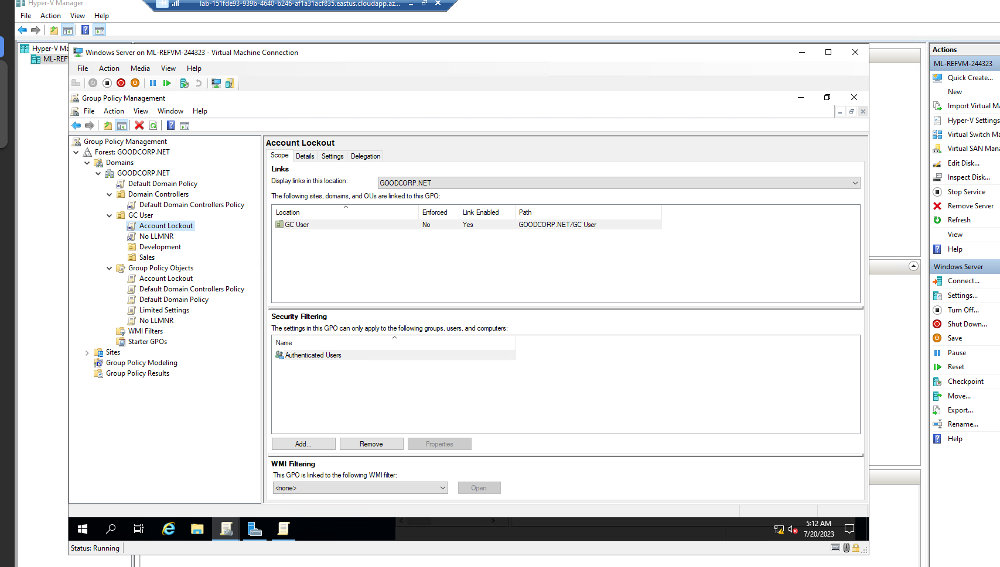 Hyper-V Manager
lab-151fde93-939b-4640-b246-af1a31acf835.eastus.cloudapp.az...
File Action View Help
Hyper-V Ma
ML-REFV
Windows Server on ML-REFVM-244323 - Virtual Machine Connection
File Action Media View Help
Group Policy Management
File Action View Window Help
Group Policy Management
Forest: GOODCORP.NET
Domains
GOODCORP.NET
Default Domain Policy
Domain Controllers
Default Domain Controllers Policy
GC User
Account Lockout
No LLMNR
Development
Sales
Group Policy Objects
Account Lockout
Default Domain Controllers Policy
Default Domain Policy
Limited Settings
No LLMNR
WMI Filters
Starter GPOs
Sites
Group Policy Modeling
Group Policy Results
Account Lockout
Scope Details Settings Delegation
Links
Display links in this location: GOODCORP.NET
The following sites, domains, and OUs are linked to this GPO:
Location Enforced Link Enabled Path
GC User No Yes GOODCORP.NET/GC User
Security Filtering
The settings in this GPO can only apply to the following groups, users, and computers:
Name
Authenticated Users
Add... Remove Properties
WMI Filtering
This GPO is linked to the following WMI filter:
<none> Open
5:12 AM
7/20/2023
Status: Running
Actions
ML-REFVM-244323
Quick Create...
New
Import Virtual Ma
Hyper-V Settings
Virtual Switch Ma
Virtual SAN Mana
Edit Disk...
Inspect Disk...
Stop Service
Remove Server
Refresh
View
Help
Windows Server
Connect...
Settings...
Turn Off...
Shut Down...
Save
Pause
Reset
Checkpoint
Move...
Export...
Rename...
Help